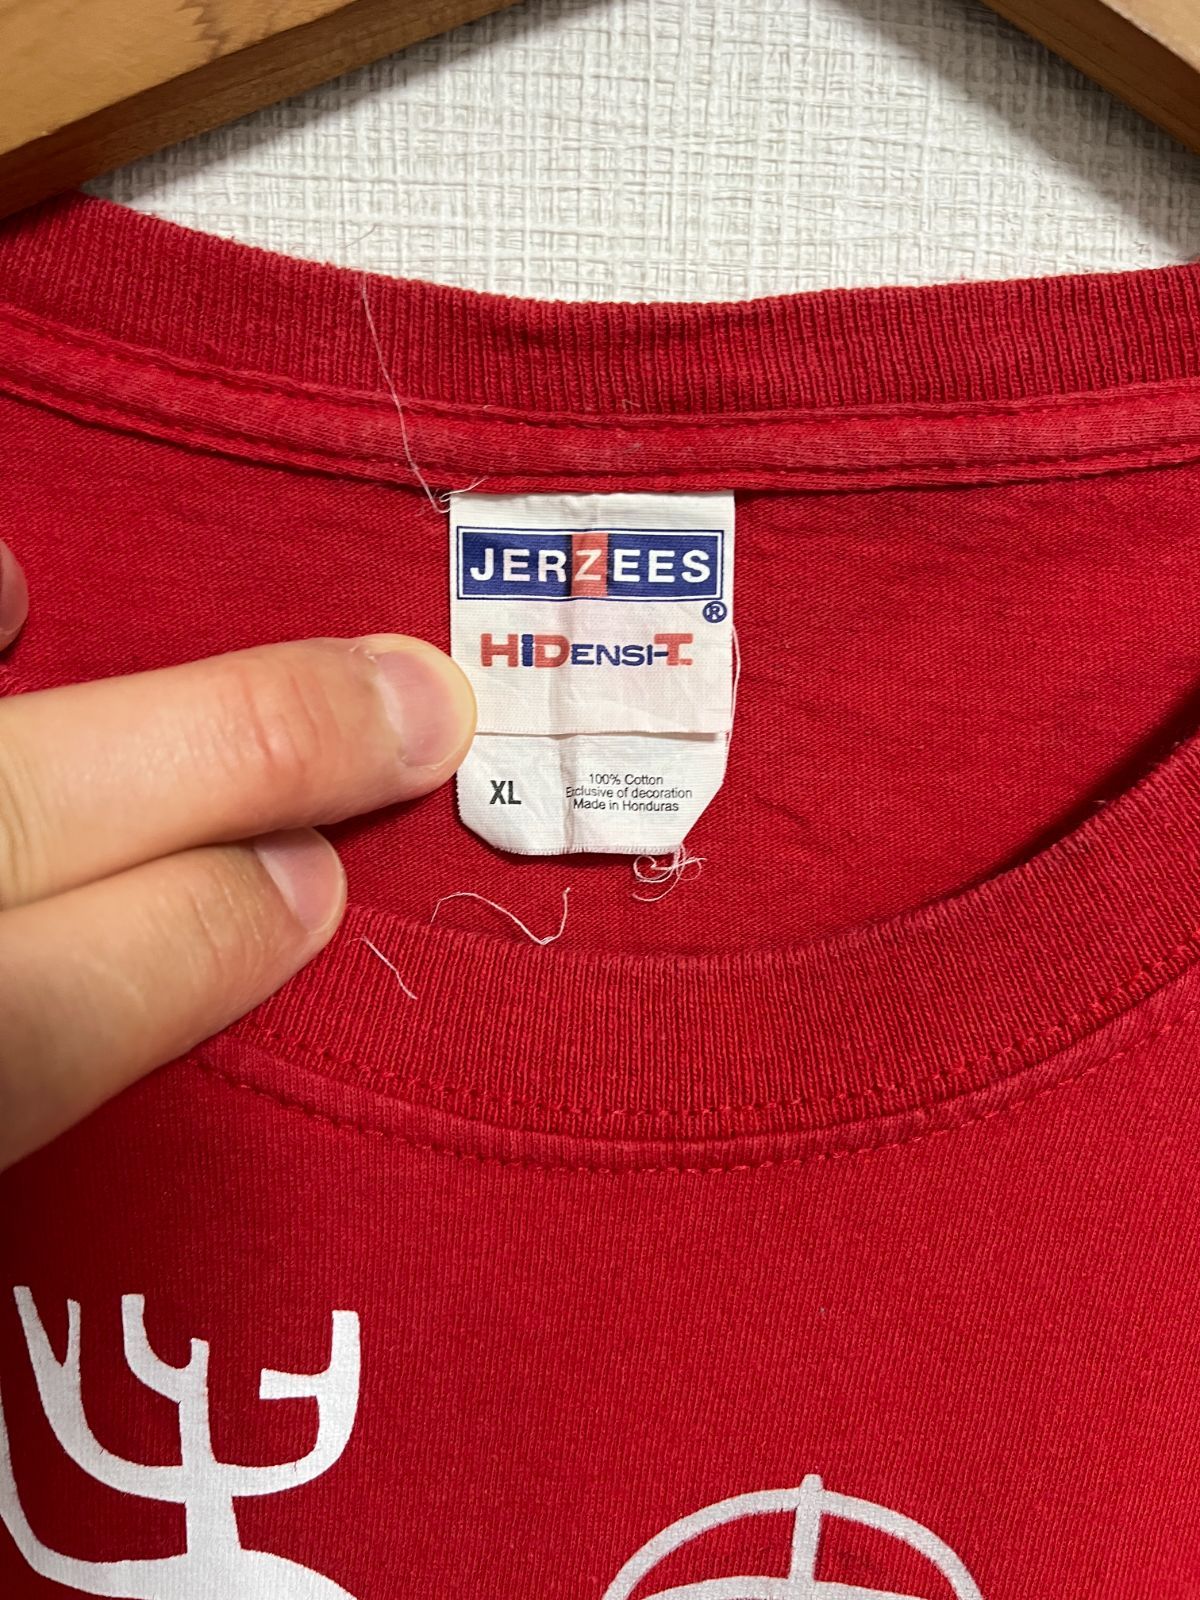 JERZEES
®
HiDENSI-T.
XL
100% Cotton
Exclusive of decoration
Made in Honduras